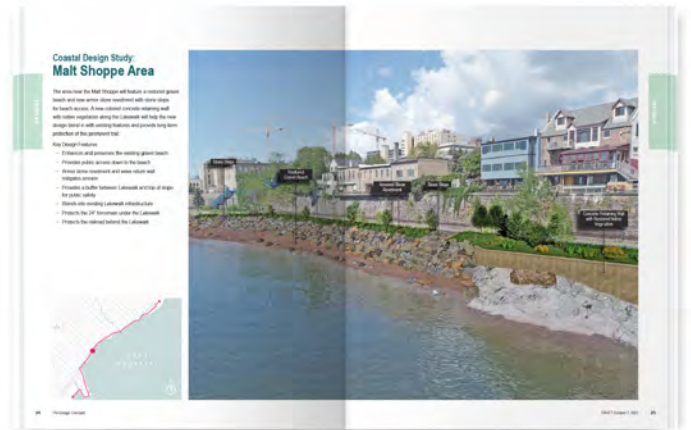 Coastal Design Study:
Malt Shoppe Area
The area near the Malt Shoppe will feature a restored gravel
beach and new armor stone revetment with stone steps
for beach access. A new colored concrete retaining wall
with native vegetation along the Lakewalk will help the new
design blend in with existing features and provide long term
protection of this prominent trail.
Key Design Features:
• Enhances and preserves the existing gravel beach
• Provides public access down to the beach
• Armor stone revetment and wave return wall
mitigates erosion
• Provides a buffer between Lakewalk and top of slope
for public safety
• Blends into existing Lakewalk infrastructure
• Protects the 24" forcemain under the Lakewalk
• Protects the railroad behind the Lakewalk
Stone Steps
Restored
Gravel Beach
Armored Stone
Revetment
Stone Steps
Concrete Retaining Wall
with Restored Native
Vegetation
LAKE